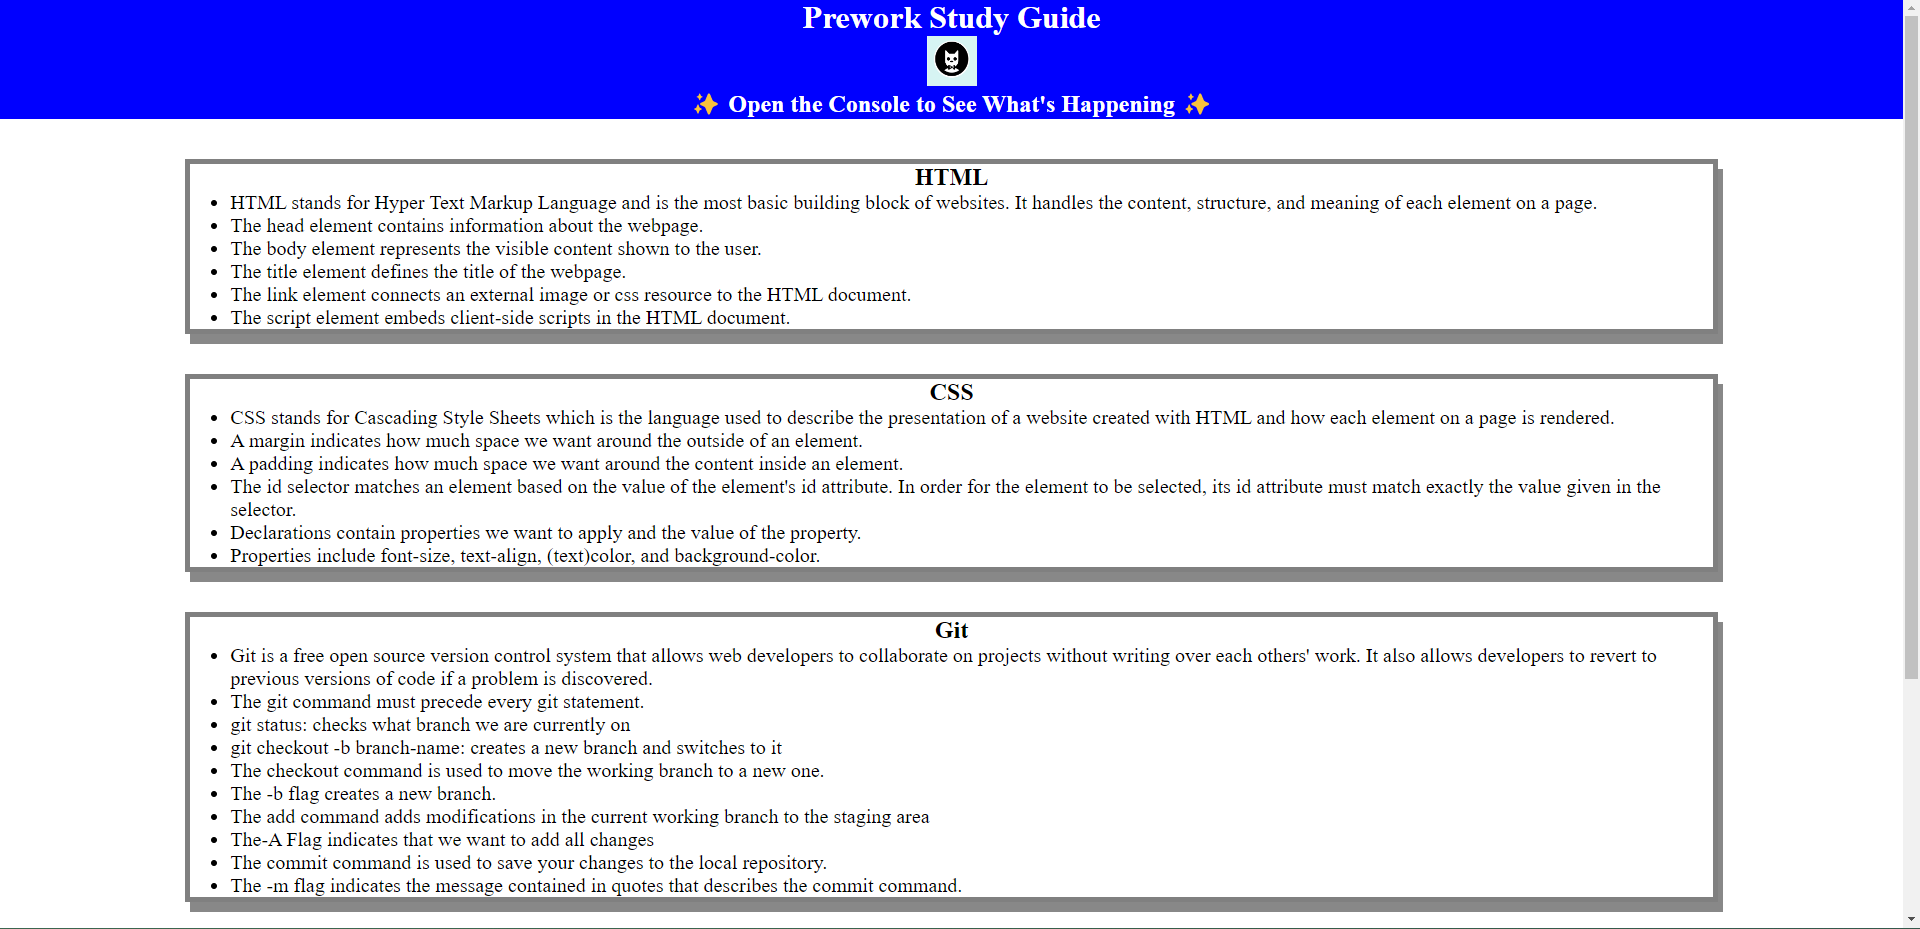 Prework Study Guide
✨ Open the Console to See What's Happening ✨
HTML
• HTML stands for Hyper Text Markup Language and is the most basic building block of websites. It handles the content, structure, and meaning of each element on a page.
• The head element contains information about the webpage.
• The body element represents the visible content shown to the user.
• The title element defines the title of the webpage.
• The link element connects an external image or css resource to the HTML document.
• The script element embeds client-side scripts in the HTML document.
CSS
• CSS stands for Cascading Style Sheets which is the language used to describe the presentation of a website created with HTML and how each element on a page is rendered.
• A margin indicates how much space we want around the outside of an element.
• A padding indicates how much space we want around the content inside an element.
• The id selector matches an element based on the value of the element's id attribute. In order for the element to be selected, its id attribute must match exactly the value given in the
selector.
• Declarations contain properties we want to apply and the value of the property.
• Properties include font-size, text-align, (text)color, and background-color.
Git
• Git is a free open source version control system that allows web developers to collaborate on projects without writing over each others' work. It also allows developers to revert to
previous versions of code if a problem is discovered.
• The git command must precede every git statement.
• git status: checks what branch we are currently on
• git checkout -b branch-name: creates a new branch and switches to it
• The checkout command is used to move the working branch to a new one.
• The -b flag creates a new branch.
• The add command adds modifications in the current working branch to the staging area
• The-A Flag indicates that we want to add all changes
• The commit command is used to save your changes to the local repository.
• The -m flag indicates the message contained in quotes that describes the commit command.